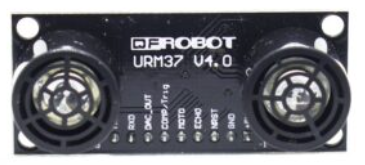 DFROBOT
URM37 V4.0
RXD
DAC_OUT
COMP/Trig
MOTO
ECHO
NRST
GND